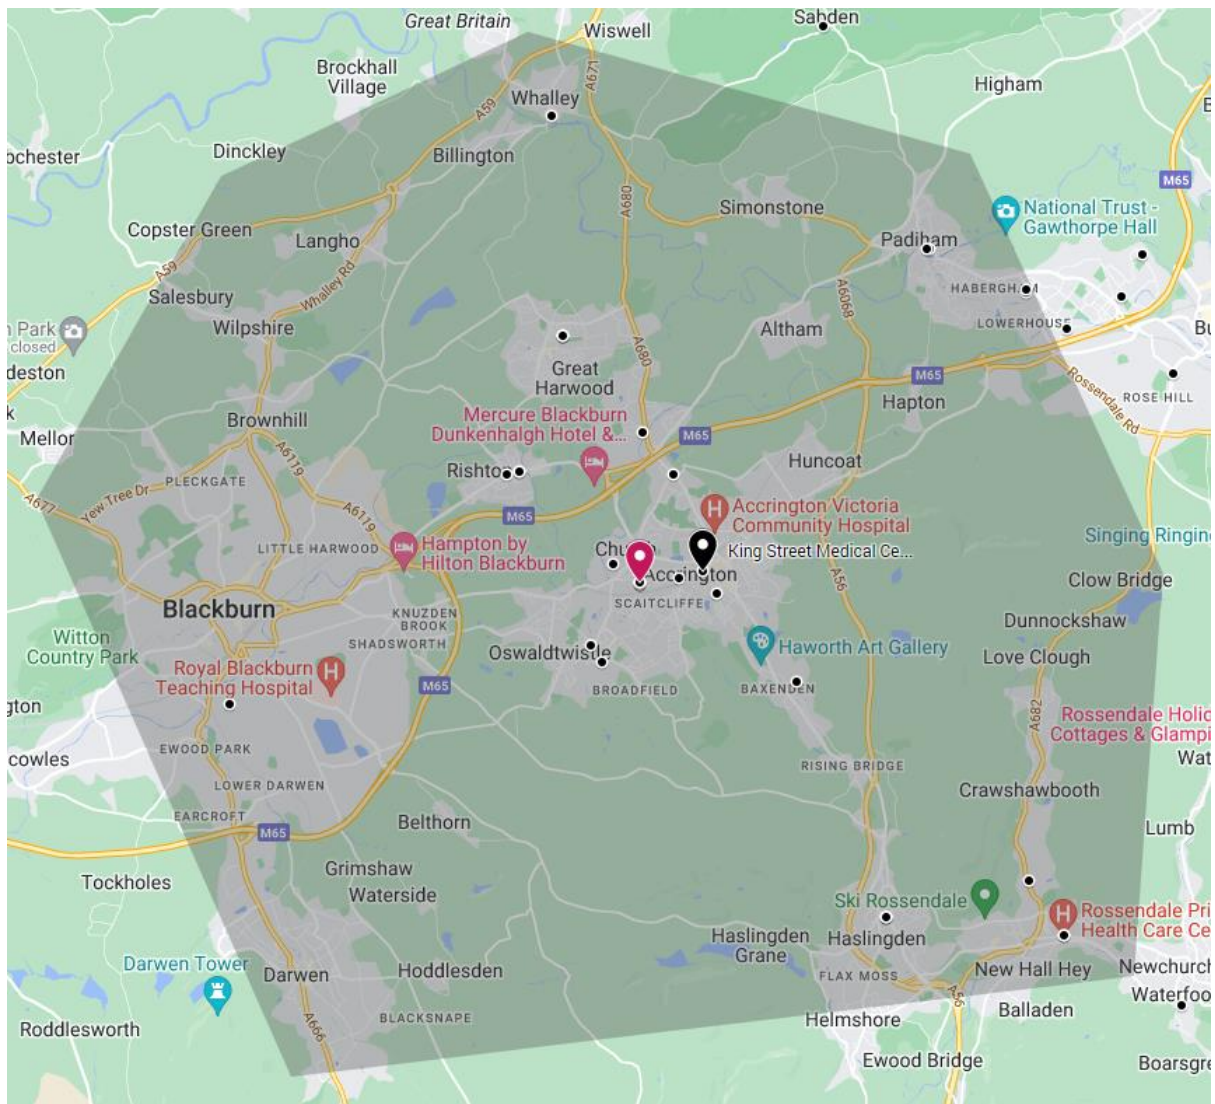 Great Britain
Wiswell
Sabden
Brockhall
Village
A671
Higham
Whalley
A59
ochester
Dinckley
Billington
M65
A680
Simonstone
National Trust -
Gawthorpe Hall
Copster Green
Langho
Padiham
A59
Whalley Rd
HABERGHAM
Salesbury
A6068
LOWERHOUSE
Wilpshire
Altham
n Park
closed
A680
Great
Harwood
M65
deston
Rossendale Rd
ROSE HILL
Hapton
Brownhill
Mercure Blackburn
Dunkenhalgh Hotel &...
M65
Mellor
A6119
Huncoat
Rishton
PLECKGATE
A677
Yew Tree Dr
A6119
M65
Accrington Victoria
Community Hospital
Singing Ringin
LITTLE HARWOOD
Hampton by
Hilton Blackburn
Church
King Street Medical Ce...
Accrington
A56
Clow Bridge
Blackburn
KNUZDEN
BROOK
SCAITCLIFFE
Dunnockshaw
Witton
Country Park
SHADSWORTH
Oswaldtwistle
Haworth Art Gallery
Love Clough
Royal Blackburn
Teaching Hospital
M65
BROADFIELD
BAXENDEN
A682
gton
Rossendale Holid
Cottages & Glampi
cowles
EWOOD PARK
RISING BRIDGE
Wat
LOWER DARWEN
Crawshawbooth
EARCROFT
M65
Belthorn
Lumb
Tockholes
Grimshaw
Waterside
Ski Rossendale
Rossendale Pri
Health Care Ce
Haslingden
Grane
Haslingden
Darwen Tower
Darwen
Hoddlesden
FLAX MOSS
New Hall Hey
Newchurch
A56
Waterfoo
Balladen
BLACKSNAPE
Helmshore
Roddlesworth
A666
Ewood Bridge
Boarsgre